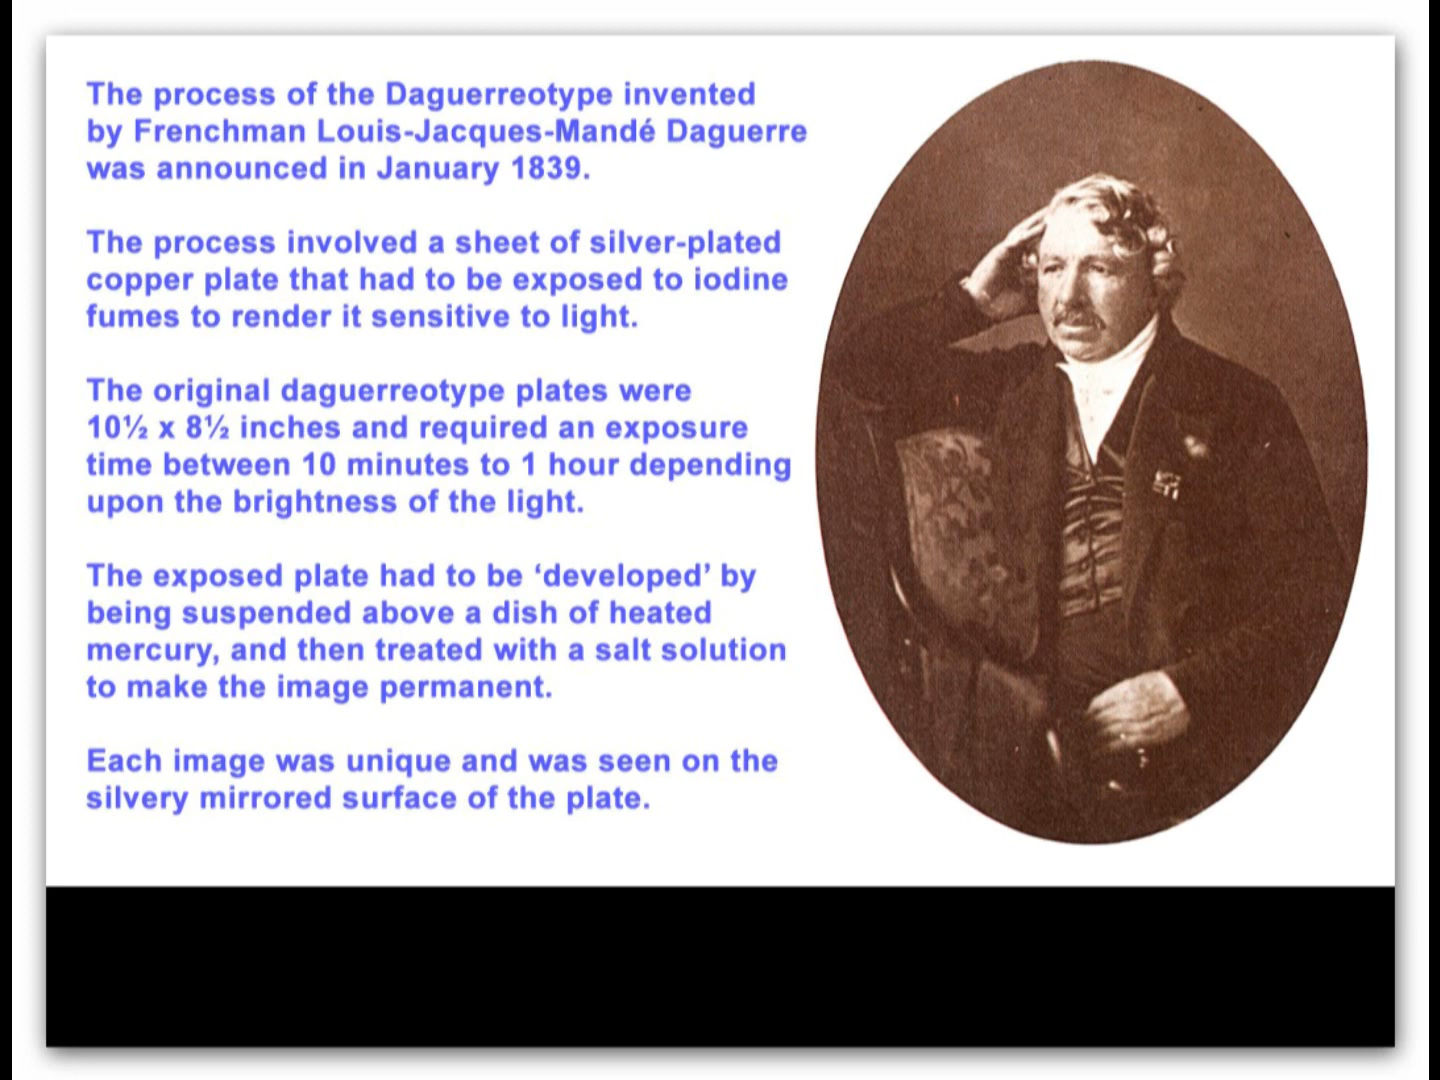 The process of the Daguerreotype invented
by Frenchman Louis-Jacques-Mandé Daguerre
was announced in January 1839.
The process involved a sheet of silver-plated
copper plate that had to be exposed to iodine
fumes to render it sensitive to light.
The original daguerreotype plates were
10½ x 8½ inches and required an exposure
time between 10 minutes to 1 hour depending
upon the brightness of the light.
The exposed plate had to be ‘developed’ by
being suspended above a dish of heated
mercury, and then treated with a salt solution
to make the image permanent.
Each image was unique and was seen on the
silvery mirrored surface of the plate.